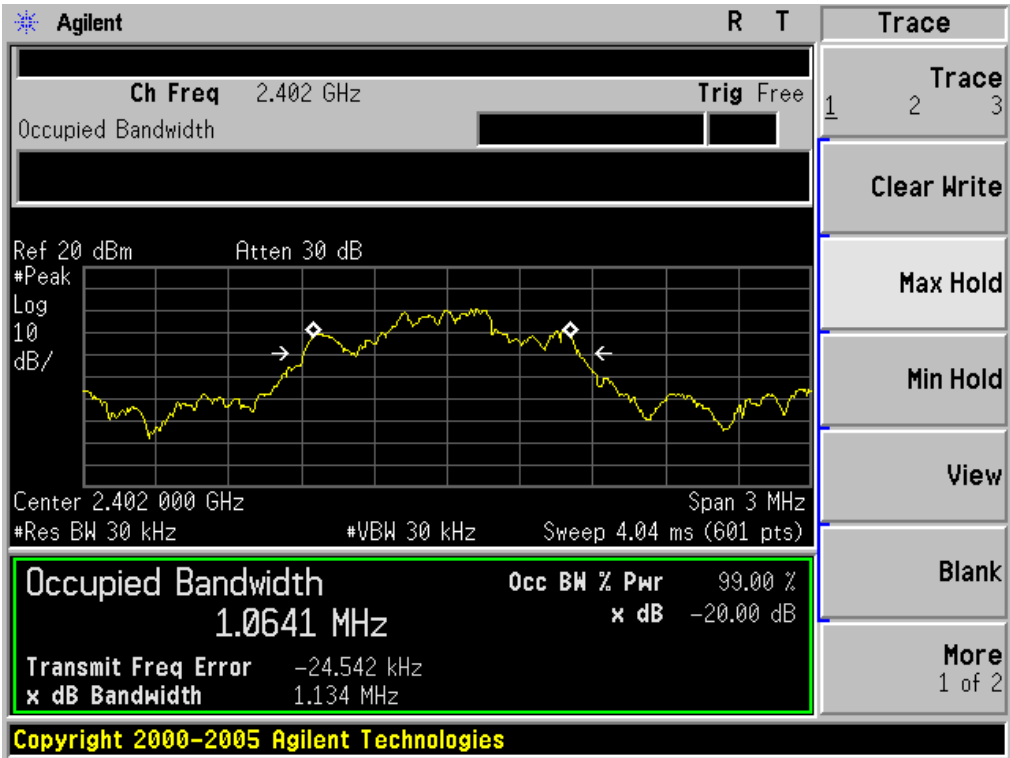 Agilent R T Trace
Ch Freq 2.402 GHz Trig Free
Occupied Bandwidth
Trace
1 2 3
Clear Write
Max Hold
Min Hold
View
Blank
More
1 of 2
Ref 20 dBm Atten 30 dB
#Peak
Log
10
dB/
Center 2.402 000 GHz Span 3 MHz
#Res BW 30 kHz #VBW 30 kHz Sweep 4.04 ms (601 pts)
Occupied Bandwidth Occ BW % Pwr 99.00 %
1.0641 MHz x dB -20.00 dB
Transmit Freq Error -24.542 kHz
x dB Bandwidth 1.134 MHz
Copyright 2000-2005 Agilent Technologies